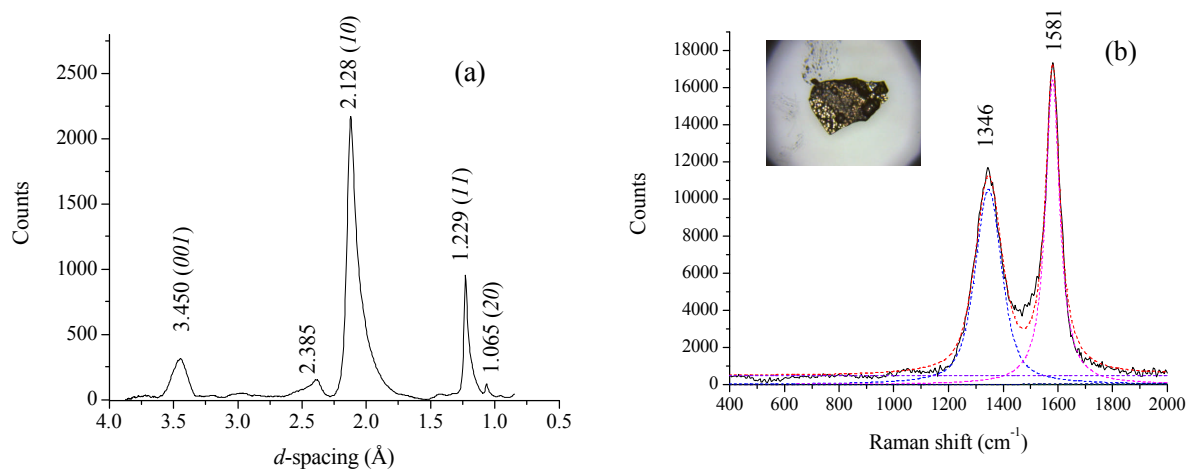 (a)
Counts
2500
2000
1500
1000
500
0
3.450 (001)
2.385
2.128 (10)
1.229 (11)
1.065 (20)
4.0 3.5 3.0 2.5 2.0 1.5 1.0 0.5
d-spacing (Å)
(b)
Counts
18000
16000
14000
12000
10000
8000
6000
4000
2000
0
1346
1581
400 600 800 1000 1200 1400 1600 1800 2000
Raman shift (cm⁻¹)